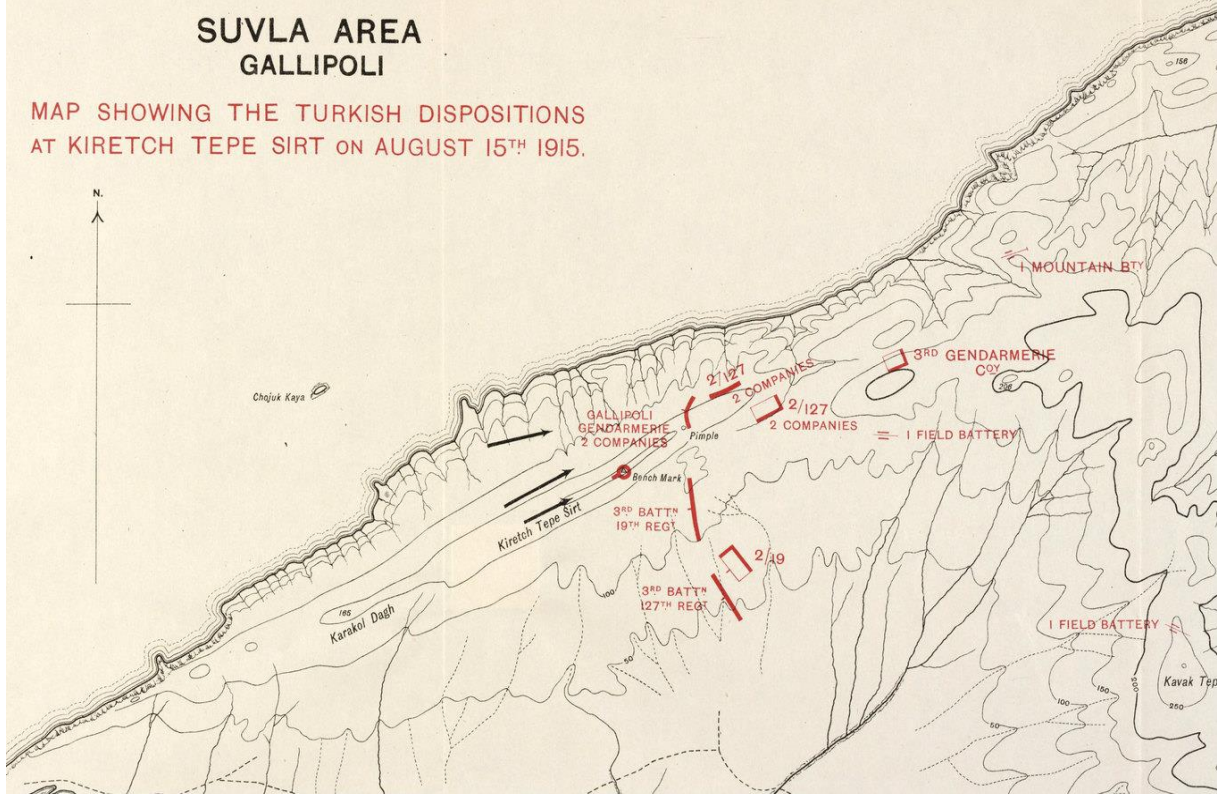 SUVLA AREA
GALLIPOLI
MAP SHOWING THE TURKISH DISPOSITIONS
AT KIRETCH TEPE SIRT ON AUGUST 15TH 1915.
N.
156
1 MOUNTAIN BTY
3RD GENDARMERIE
COY
200
Chojuk Kaya
2/127
2 COMPANIES
2/127
2 COMPANIES
GALLIPOLI
GENDARMERIE
2 COMPANIES
Pimple
1 FIELD BATTERY
Bench Mark
3RD BATTN
19TH REGT
Kiretch Tepe Sirt
2/19
3RD BATTN
127TH REGT
100
165
Karakol Dagh
50
1 FIELD BATTERY
Kavak Tep
200
150
100
50
250